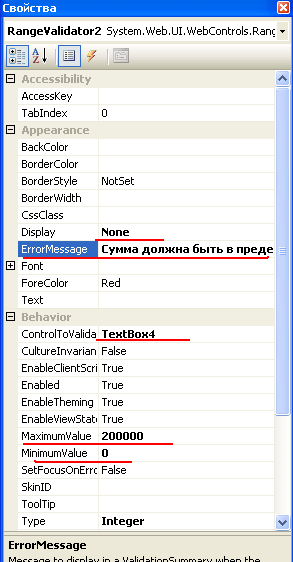 Свойства
RangeValidator2 System.Web.UI.WebControls.Rang
Accessibility
AccessKey
TabIndex 0
Appearance
BackColor
BorderColor
BorderStyle NotSet
BorderWidth
CssClass
Display None
ErrorMessage Сумма должна быть в преде
Font
ForeColor Red
Text
Behavior
ControlToValida TextBox4
CultureInvarian False
EnableClientScri True
Enabled True
EnableTheming True
EnableViewState True
MaximumValue 200000
MinimumValue 0
SetFocusOnErro False
SkinID
ToolTip
Type Integer
ErrorMessage
Message to display in a ValidationSummary when the